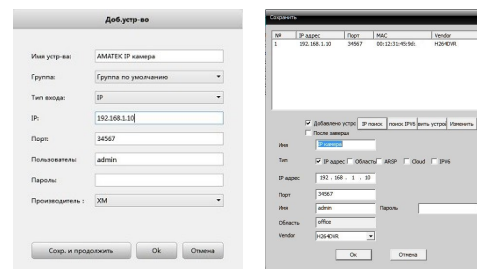 Доб.устр-во
Имя устр-ва: AMATEK IP камера
Группа: Группа по умолчанию
Тип входа: IP
IP: 192.168.1.10
Порт: 34567
Пользователь: admin
Пароль:
Производитель : XM
Сохр. и продолжить Ok Отмена
Сохранить
№ IP адрес Порт MAC Vendor
1 192.168.1.10 34567 00:12:31:45:9d: H264DVR
Добавлено устро IP поиск поиск IPV6 вить устрої Изменить
После заверш
Имя IP камера
Тип IP адрес Область ARSP Cloud IPV6
IP адрес 192 . 168 . 1 . 10
Порт 34567
Имя admin Пароль
Область office
Vendor H264DVR
Ок Отмена